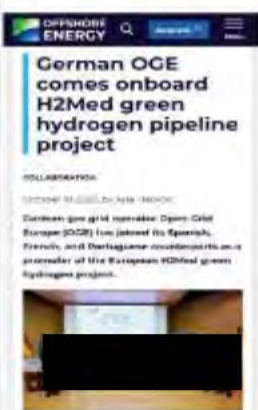 OFFSHORE
ENERGY
German OGE
comes onboard
H2Med green
hydrogen pipeline
project
COLLABORATION
German gas grid operator Open Grid
Europe (OGE) has joined its Spanish,
French, and Portuguese counterparts as a
promoter of the European H2Med green
hydrogen project.